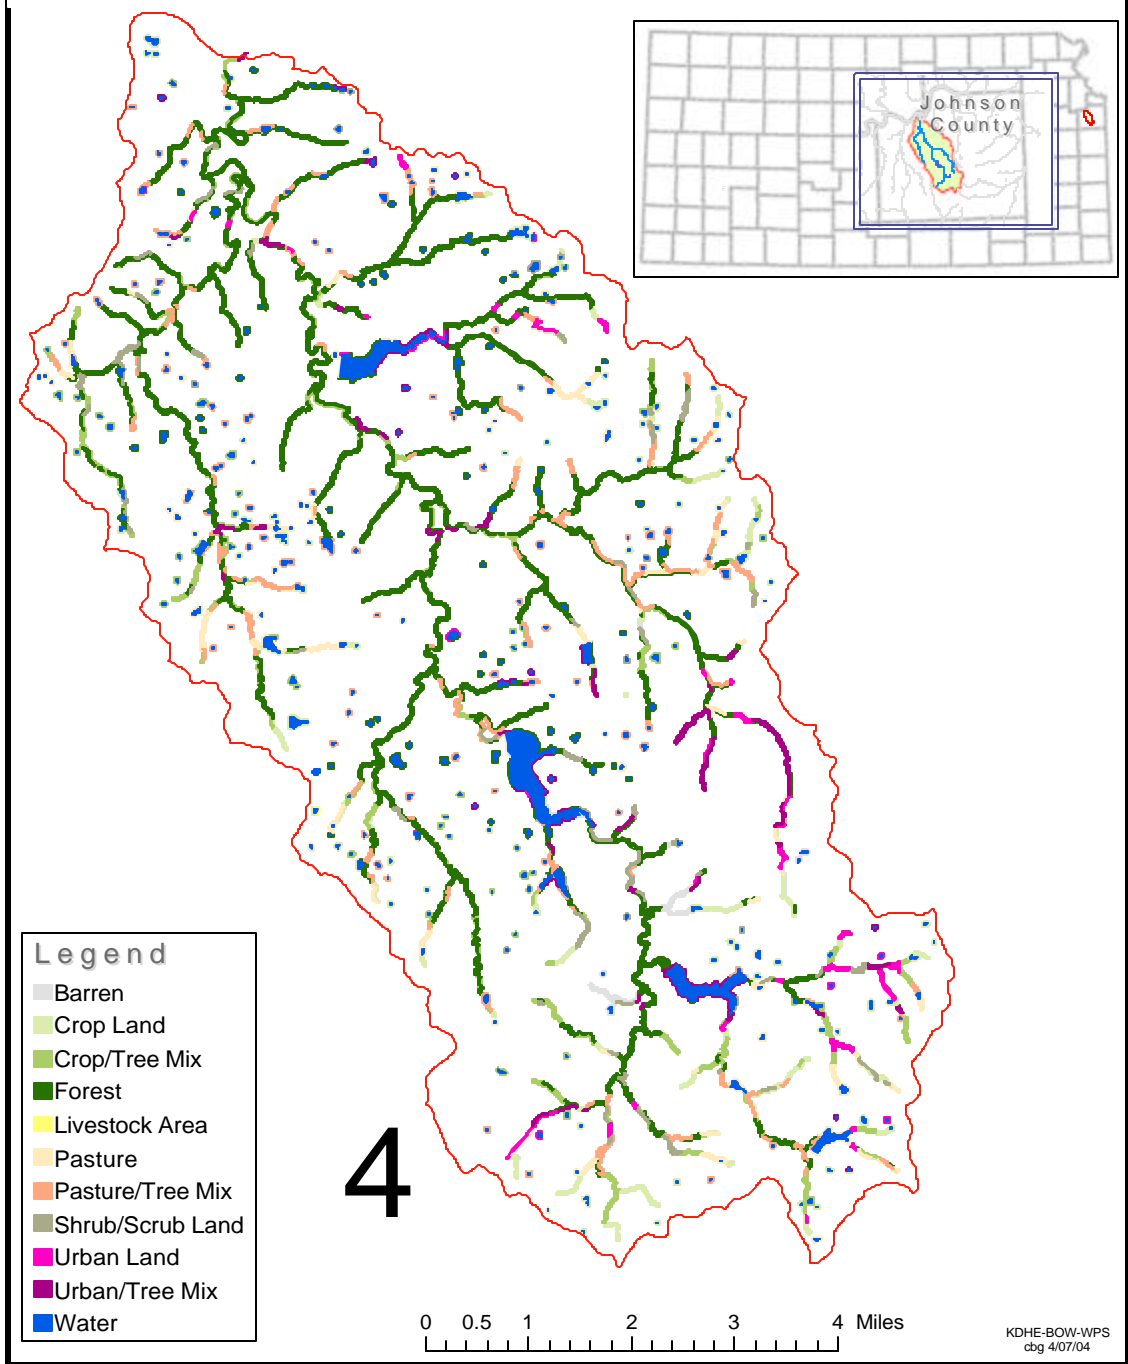 Johnson
County
Legend
Barren
Crop Land
Crop/Tree Mix
Forest
Livestock Area
Pasture
Pasture/Tree Mix
Shrub/Scrub Land
Urban Land
Urban/Tree Mix
Water
4
0 0.5 1 2 3 4 Miles
KDHE-BOW-WPS
cbg 4/07/04